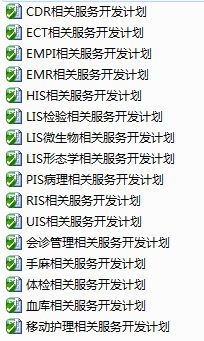 CDR相关服务开发计划
ECT相关服务开发计划
EMPI相关服务开发计划
EMR相关服务开发计划
HIS相关服务开发计划
LIS检验相关服务开发计划
LIS微生物相关服务开发计划
LIS形态学相关服务开发计划
PIS病理相关服务开发计划
RIS相关服务开发计划
UIS相关服务开发计划
会诊管理相关服务开发计划
手麻相关服务开发计划
体检相关服务开发计划
血库相关服务开发计划
移动护理相关服务开发计划